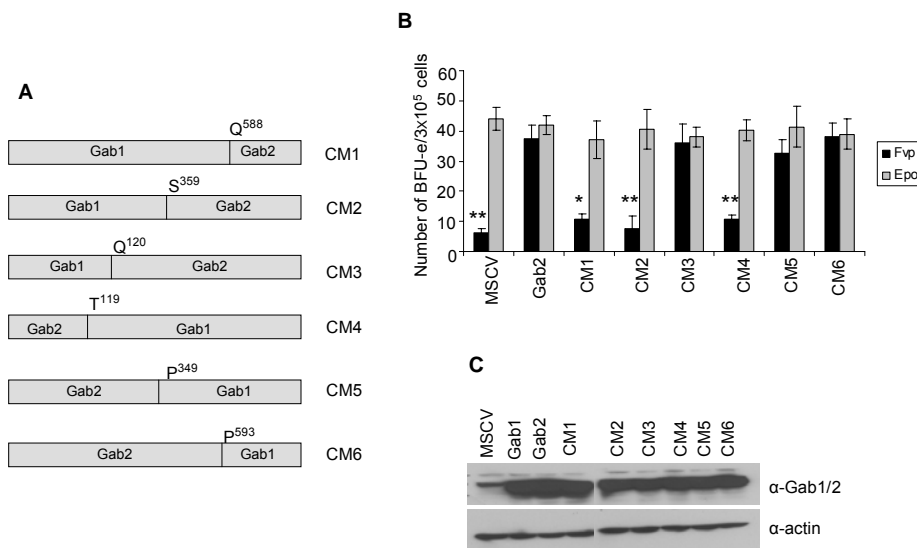 A
Q588
Gab1 Gab2 CM1
S359
Gab1 Gab2 CM2
Q120
Gab1 Gab2 CM3
T119
Gab2 Gab1 CM4
P349
Gab2 Gab1 CM5
P593
Gab2 Gab1 CM6
B
Number of BFU-e/3x10⁵ cells
60
50
40
30
20
10
0
** * ** **
MSCV Gab2 CM1 CM2 CM3 CM4 CM5 CM6
Fvp
Epo
C
MSCV Gab1 Gab2 CM1 CM2 CM3 CM4 CM5 CM6
α-Gab1/2
α-actin